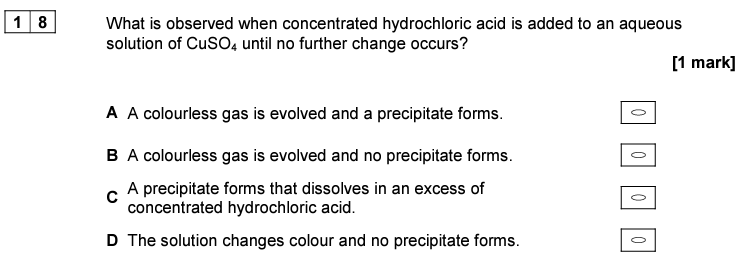 1 8 What is observed when concentrated hydrochloric acid is added to an aqueous
solution of CuSO₄ until no further change occurs?
[1 mark]
A A colourless gas is evolved and a precipitate forms.
B A colourless gas is evolved and no precipitate forms.
C A precipitate forms that dissolves in an excess of
concentrated hydrochloric acid.
D The solution changes colour and no precipitate forms.